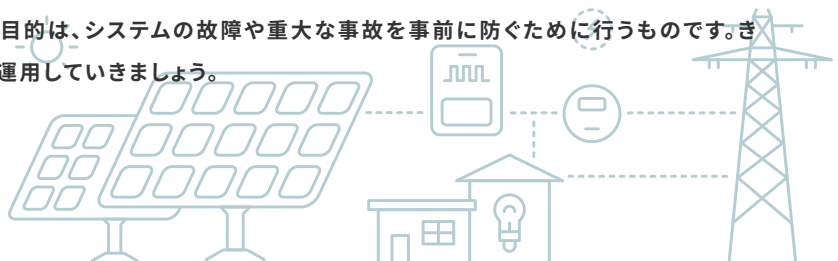 目的は、システムの故障や重大な事故を事前に防ぐために行うものです。き
運用していきましょう。